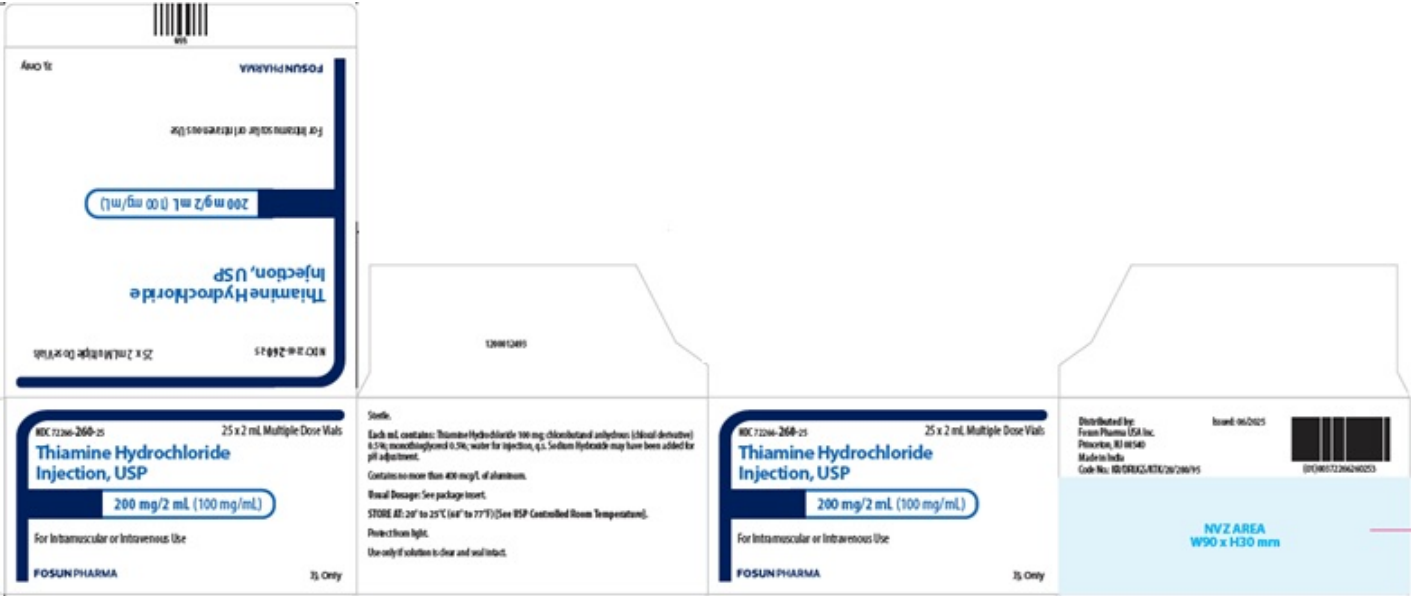 Rx Only
FOSUN PHARMA
For Intramuscular or Intravenous Use
200 mg/2 mL (100 mg/mL)
Thiamine Hydrochloride
Injection, USP
NDC 72266-260-25
25 x 2 mL Multiple Dose Vials
1200012493
NDC 72266-260-25
25 x 2 mL Multiple Dose Vials
Thiamine Hydrochloride
Injection, USP
200 mg/2 mL (100 mg/mL)
For Intramuscular or Intravenous Use
FOSUN PHARMA
Rx Only
Sterile.
Each mL contains: Thiamine Hydrochloride 100 mg; chlorobutanol anhydrous (chloral derivative)
0.5%; monothioglycerol 0.5%; water for injection, q.s. Sodium Hydroxide may have been added for
pH adjustment.
Contains no more than 400 mcg/L of aluminum.
Usual Dosage: See package insert.
STORE AT: 20° to 25°C (68° to 77°F) [See USP Controlled Room Temperature].
Protect from light.
Use only if solution is clear and seal intact.
NDC 72266-260-25
25 x 2 mL Multiple Dose Vials
Thiamine Hydrochloride
Injection, USP
200 mg/2 mL (100 mg/mL)
For Intramuscular or Intravenous Use
FOSUN PHARMA
Rx Only
Distributed by:
Fosun Pharma USA Inc.
Princeton, NJ 08540
Made in India
Code No.:
Issued: 06/2025
(01)00372266260253
NVZ AREA
W90 x H30 mm